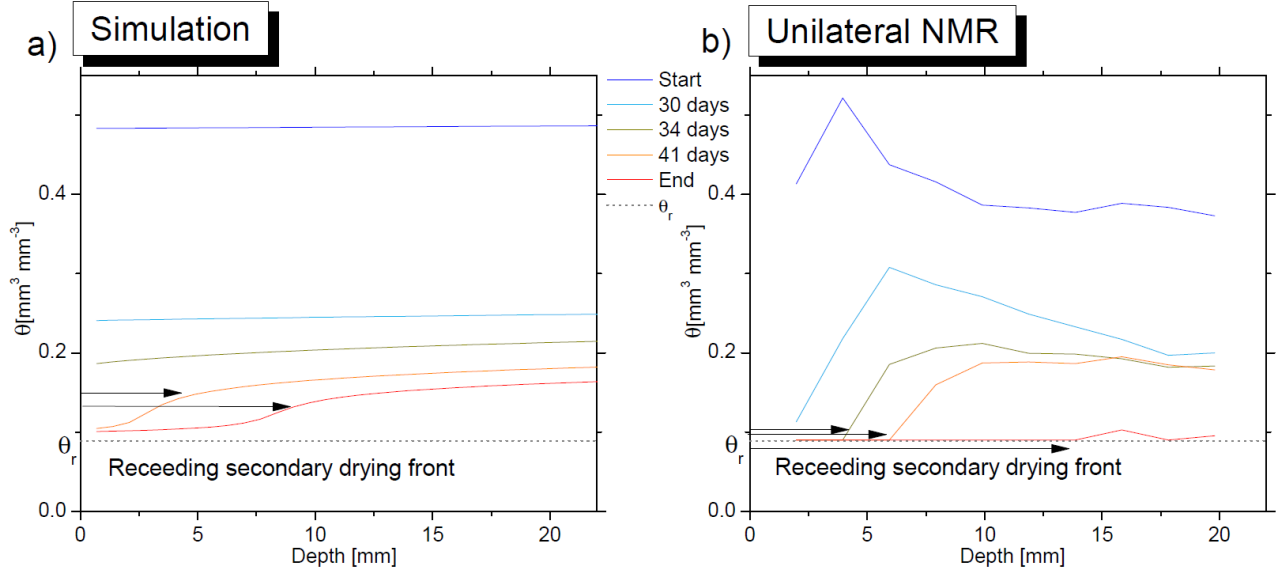 a)
Simulation
θ[mm³ mm⁻³]
0.4
0.2
θr
0.0
Receeding secondary drying front
0
5
10
15
20
Depth [mm]
Start
30 days
34 days
41 days
End
θr
b)
Unilateral NMR
θ[mm³ mm⁻³]
0.4
0.2
θr
0.0
Receeding secondary drying front
0
5
10
15
20
Depth [mm]